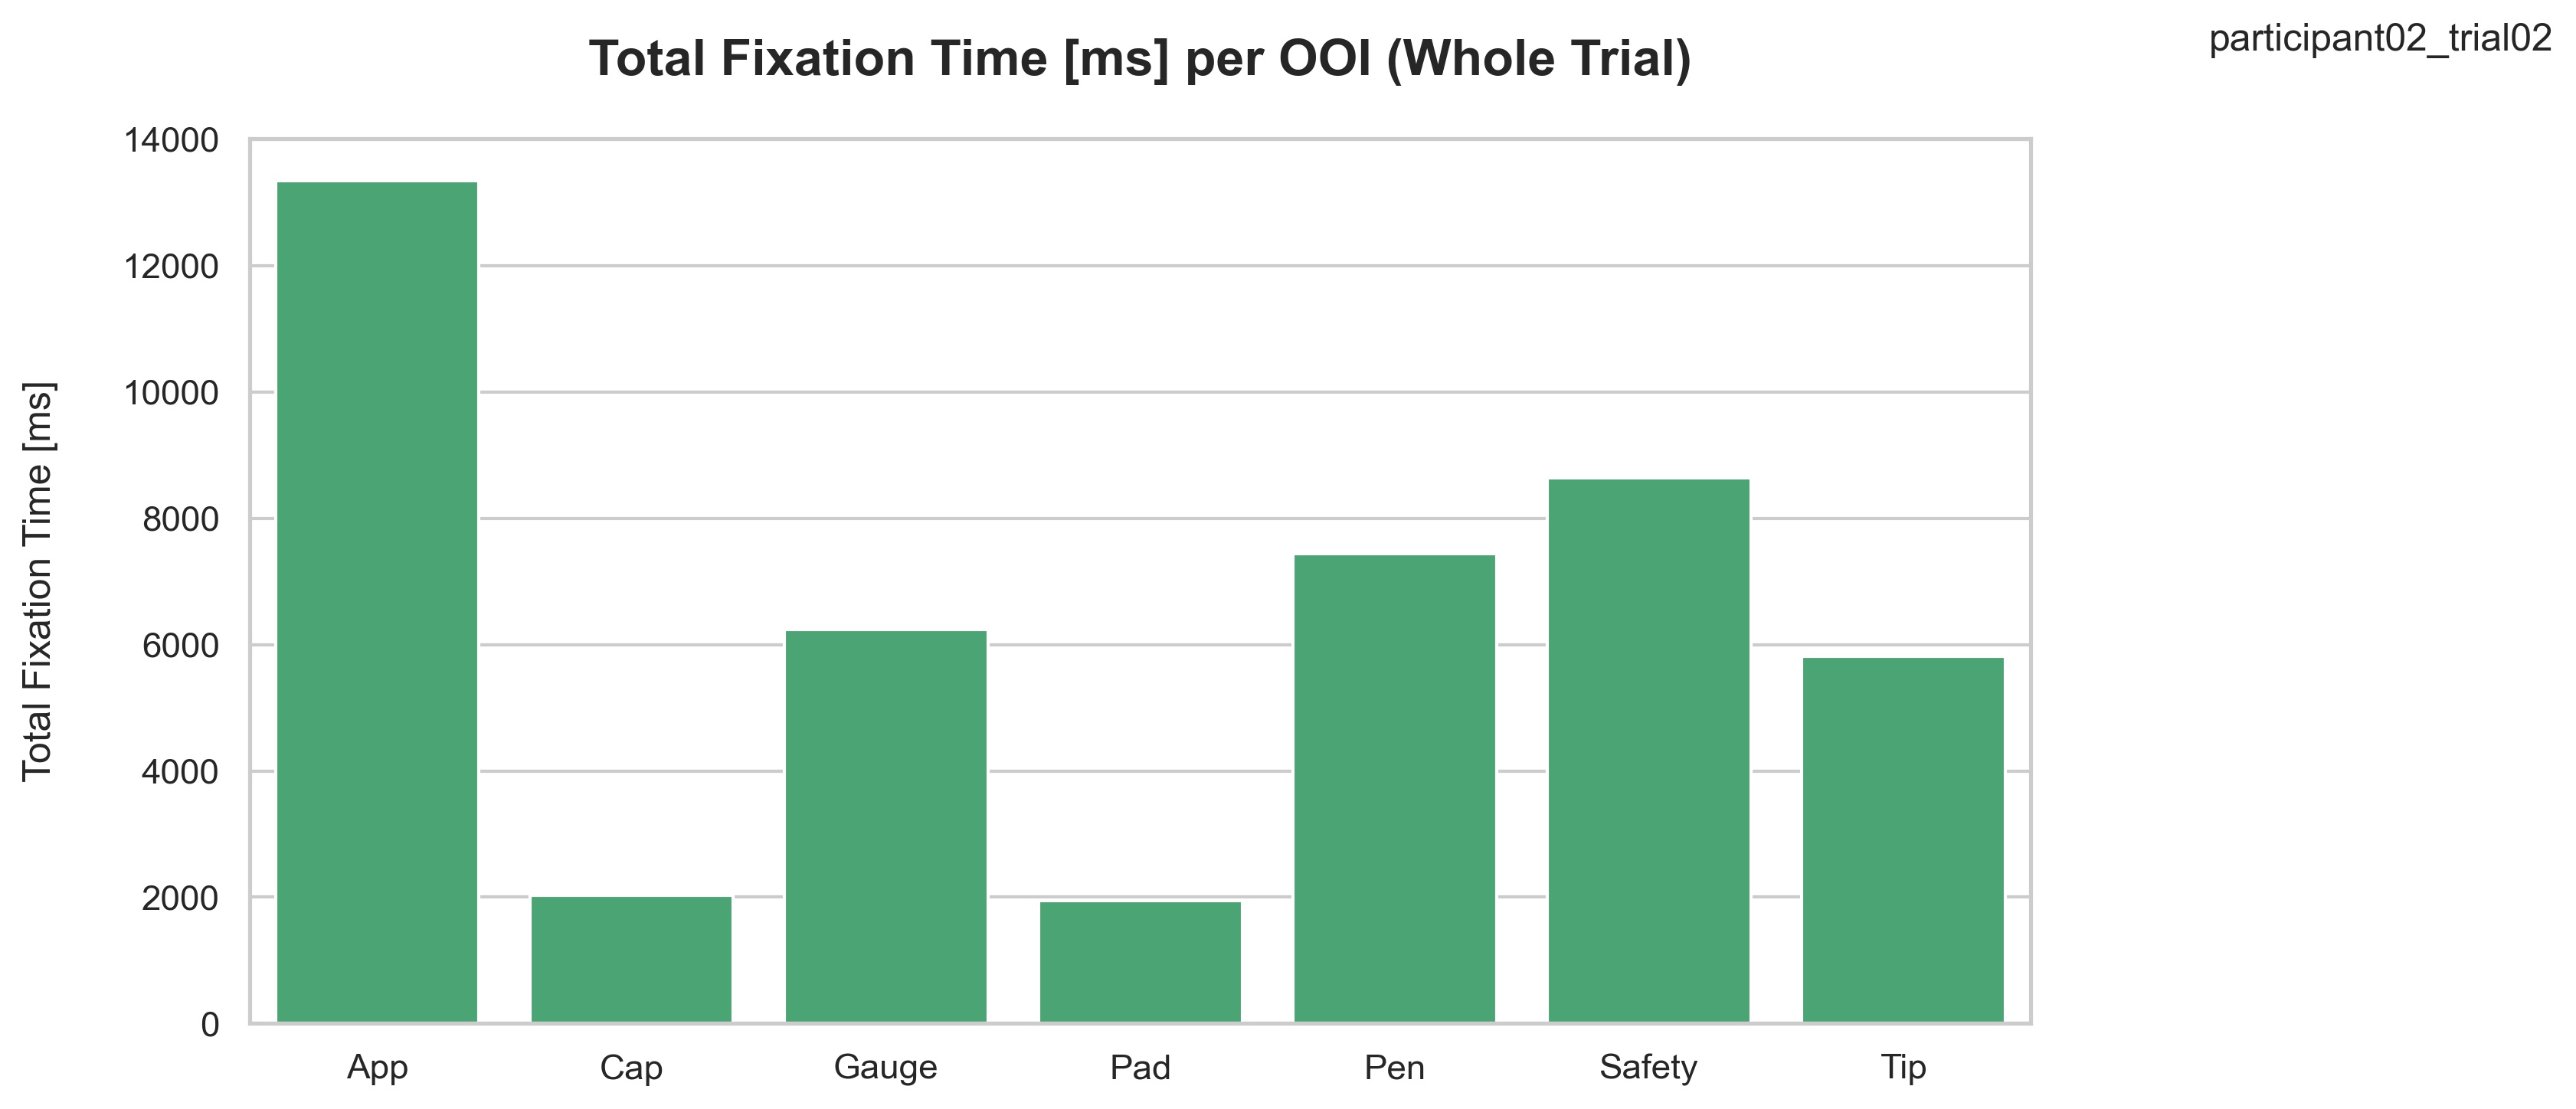 participant02_trial02
Total Fixation Time [ms] per OOI (Whole Trial)
Total Fixation Time [ms]
14000
12000
10000
8000
6000
4000
2000
0
App Cap Gauge Pad Pen Safety Tip